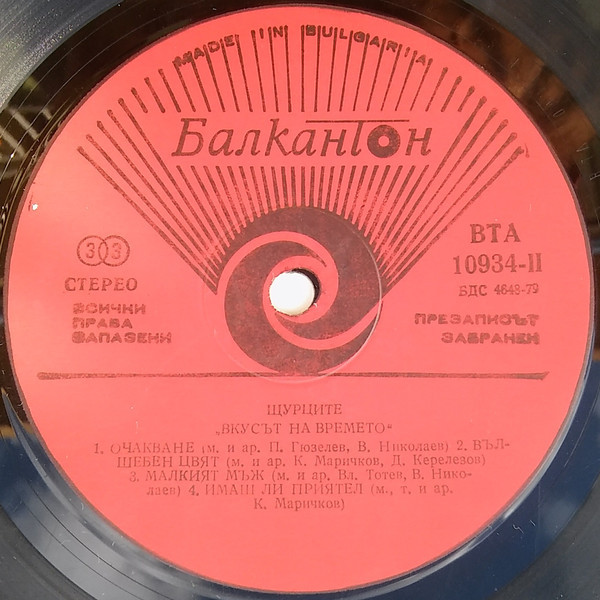 MADE IN BULGARIA
Балкантон
33
СТЕРЕО
ВСИЧКИ
ПРАВА
ЗАПАЗЕНИ
ВТА
10934-II
БДС 4648-79
ПРЕЗАПИСЪТ
ЗАБРАНЕН
ЩУРЦИТЕ
„ВКУСЪТ НА ВРЕМЕТО“
1. ОЧАКВАНЕ (м. и ар. П. Гюзелев, В. Николаев) 2. ВЪЛ-
ШЕБЕН ЦВЯТ (м. и ар. К. Маричков, Д. Керелезов)
3. МАЛКИЯТ МЪЖ (м. и ар. Вл. Тотев, В. Нико-
лаев) 4. ИМАШ ЛИ ПРИЯТЕЛ (м., т. и ар.
К. Маричков)